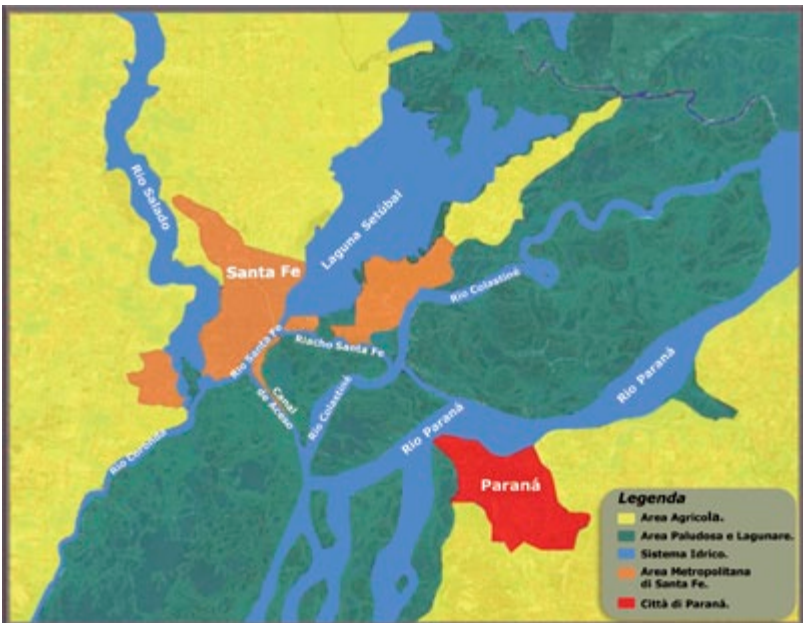 Rio Salado
Laguna Setúbal
Santa Fe
Rio Colastiné
Rio Santa Fe
Riacho Santa Fe
Canal
de Aceso
Rio Colastiné
Rio Paraná
Rio Paraná
Rio Coronda
Paraná
Legenda
Area Agricola.
Area Paludosa e Lagunare.
Sistema Idrico.
Area Metropolitana
di Santa Fe.
Città di Paraná.